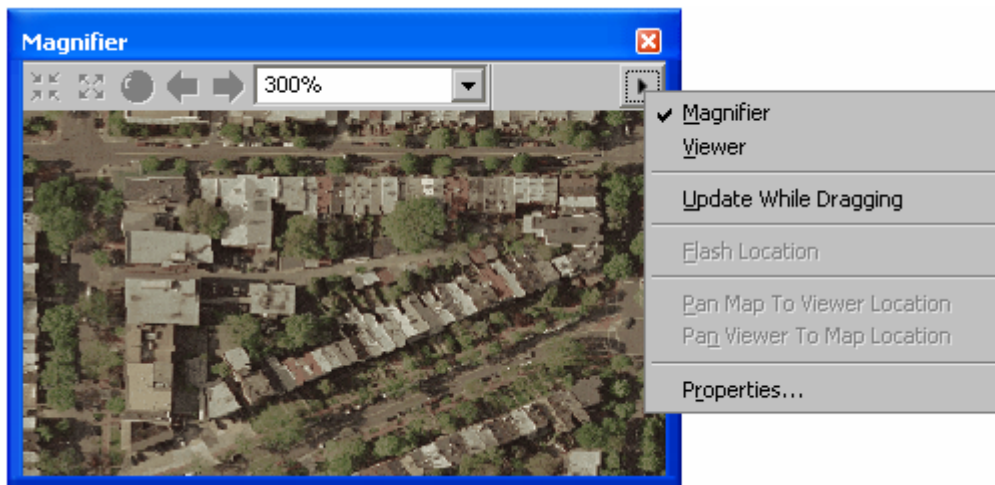 Magnifier
300%
Magnifier
Viewer
Update While Dragging
Flash Location
Pan Map To Viewer Location
Pan Viewer To Map Location
Properties...